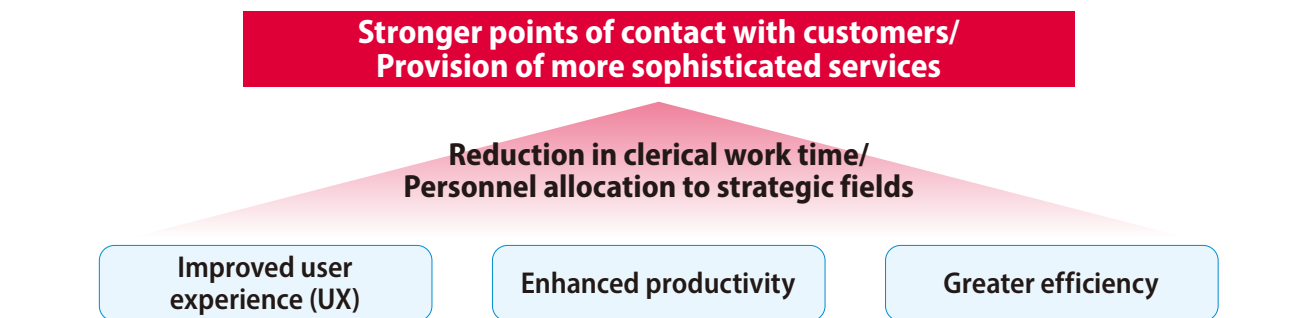 Stronger points of contact with customers/
Provision of more sophisticated services
Reduction in clerical work time/
Personnel allocation to strategic fields
Improved user
experience (UX)
Enhanced productivity
Greater efficiency